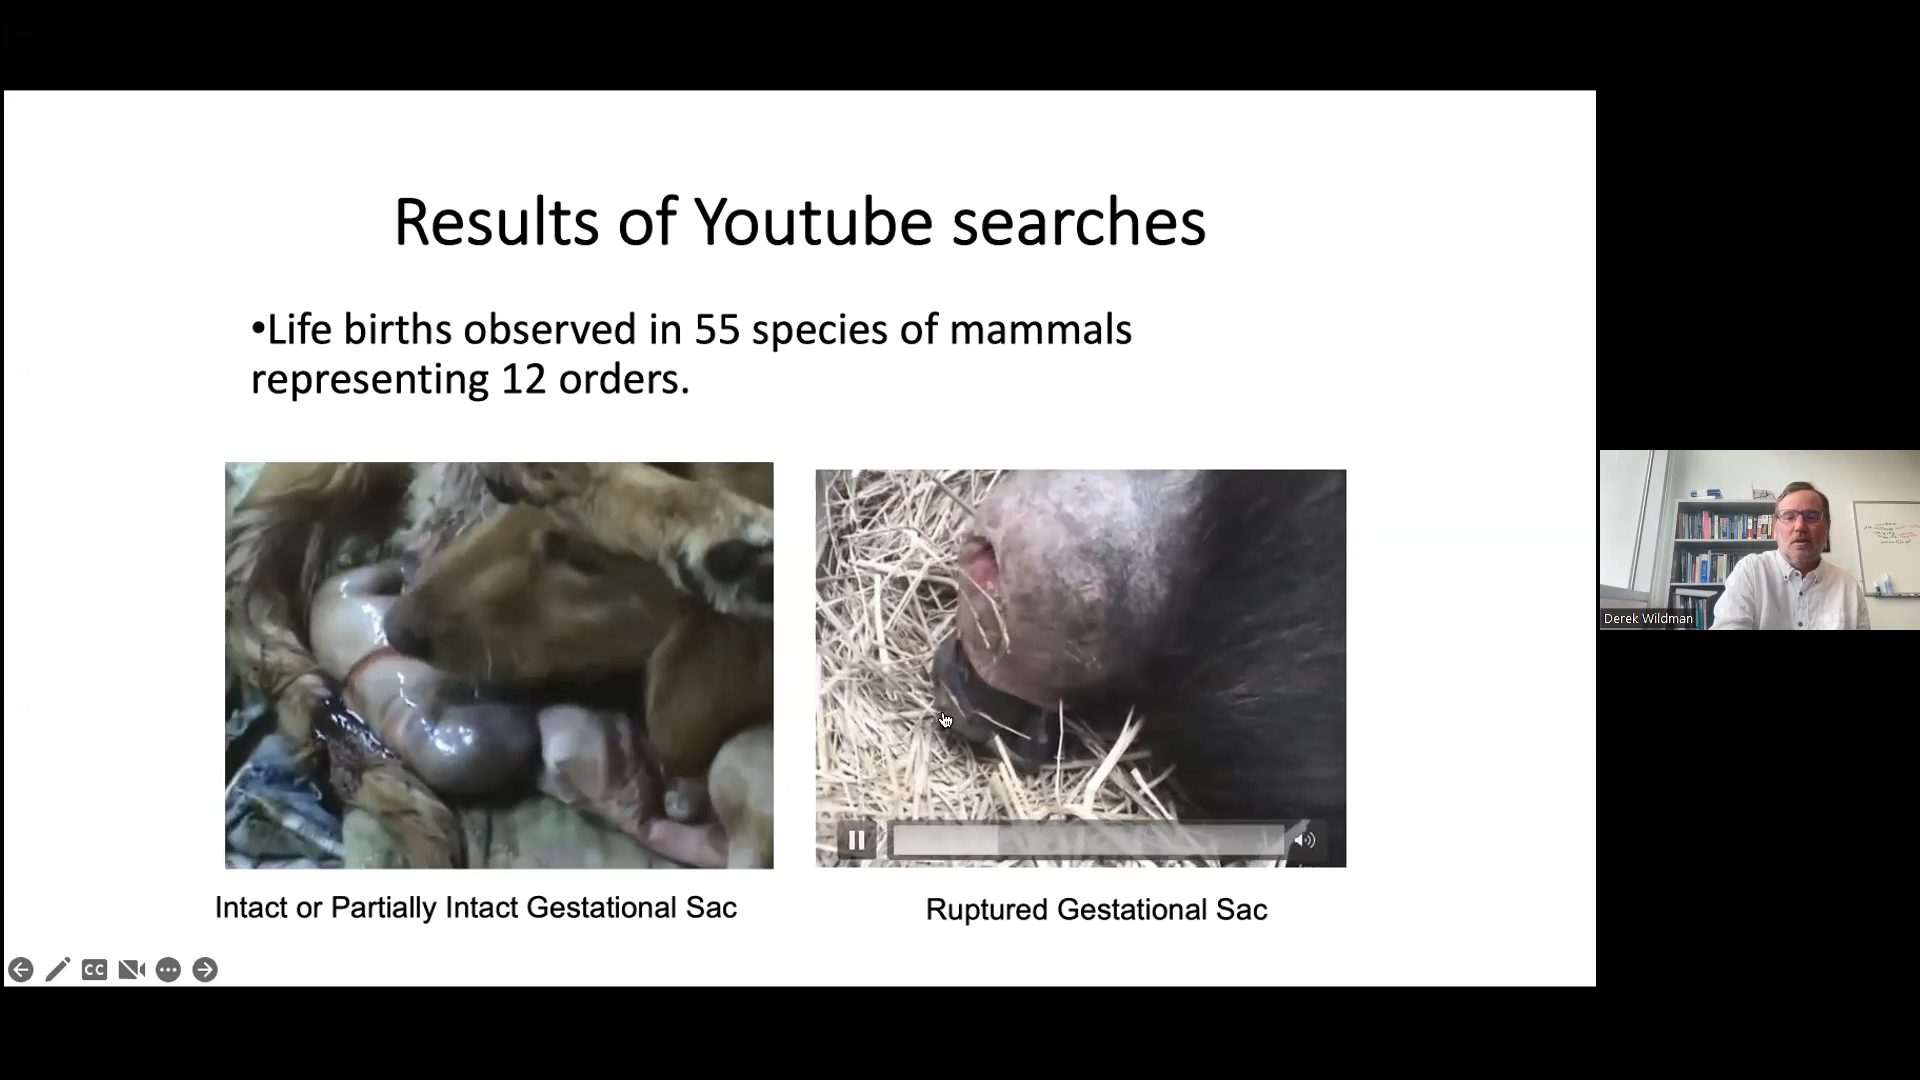 Results of Youtube searches
•Life births observed in 55 species of mammals
representing 12 orders.
Intact or Partially Intact Gestational Sac
Ruptured Gestational Sac
CC
Derek Wildman